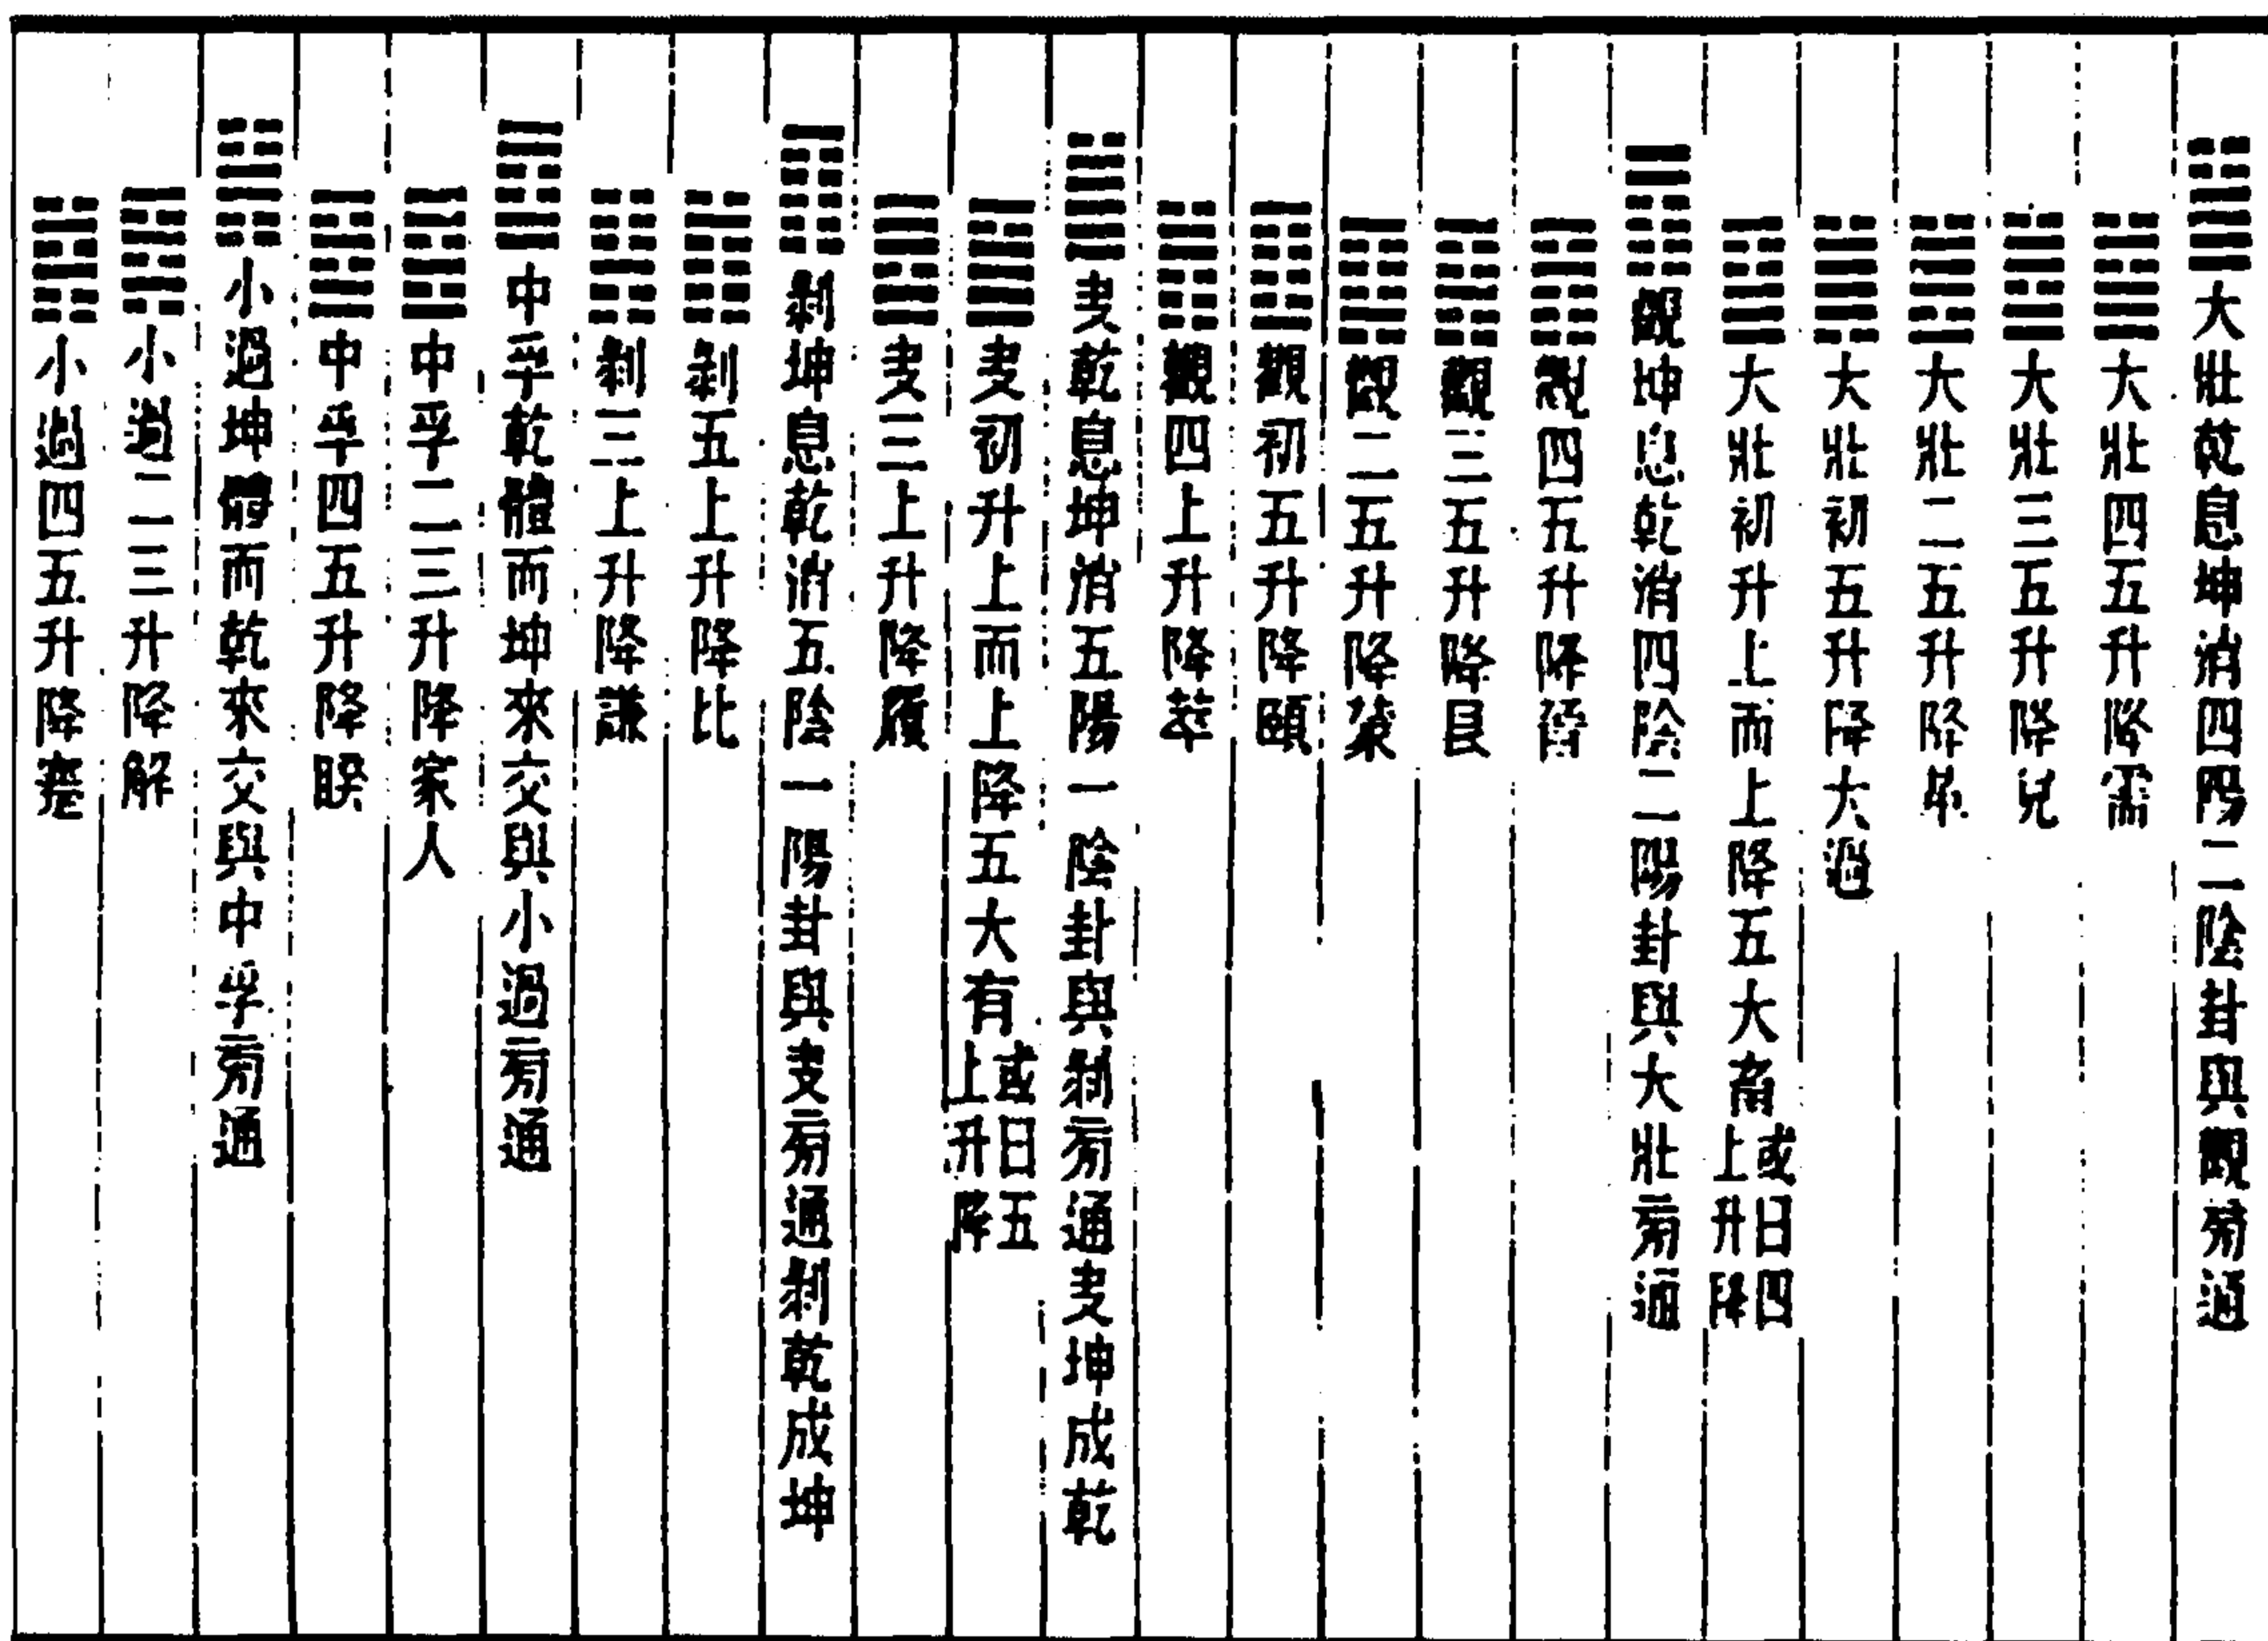 大壯乾息坤消四陽二陰卦與觀旁通
大壯四五升降需
大壯三五升降兌
大壯二五升降革
大壯初五升降大過
大壯初升上而上降五大畜或曰四上升降
觀坤息乾消四陰二陽卦與大壯旁通
觀四五升降晉
觀三五升降艮
觀二五升降蒙
觀初五升降頤
觀四上升降萃
夬乾息坤消五陽一陰卦與剝旁通夬坤成乾
夬初升上而上降五大有或曰五上升降
夬三上升降履
剝坤息乾消五陰一陽卦與夬旁通剝乾成坤
剝五上升降比
剝三上升降謙
中孚乾體而坤來交與小過旁通
中孚二三升降家人
中孚四五升降睽
小過坤體而乾來交與中孚旁通
小過二三升降解
小過四五升降蹇